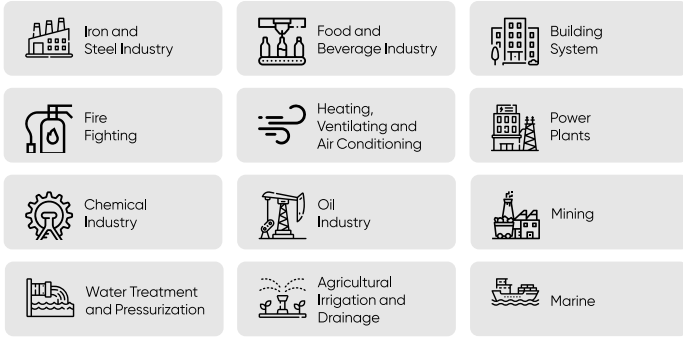 Iron and
Steel Industry
Food and
Beverage Industry
Building
System
Fire
Fighting
Heating,
Ventilating and
Air Conditioning
Power
Plants
Chemical
Industry
Oil
Industry
Mining
Water Treatment
and Pressurization
Agricultural
Irrigation and
Drainage
Marine